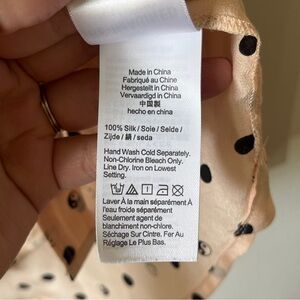 Made in China
Fabriqué au Chine
Hergestellt in China
Vervaardigd in China
中国製
hecho en china
100% Silk / Soie / Seide /
Zijde / 絹 / seda
Hand Wash Cold Separately.
Non-Chlorine Bleach Only.
Line Dry. Iron on Lowest
Setting.
Laver À la main séparément À
l'eau froide séparément
Seulement agent de
blanchiment non-chlore.
Séchage Sur Cintre. Fer Au
Réglage Le Plus Bas.